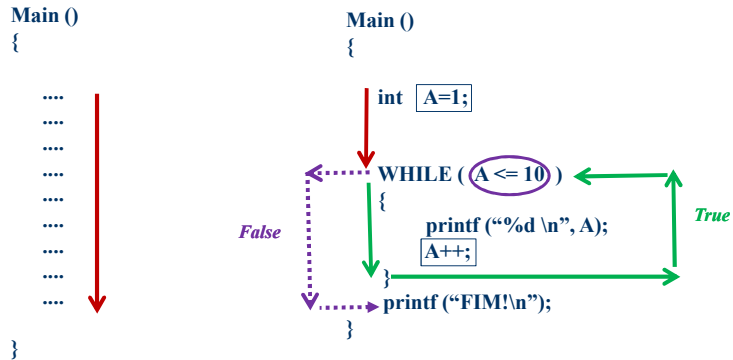 Main ()
{
....
....
....
....
....
....
....
....
....
}
Main ()
{
int A=1;
WHILE ( A <= 10 )
{
printf (“%d \n”, A);
A++;
}
printf (“FIM!\n”);
}
False
True